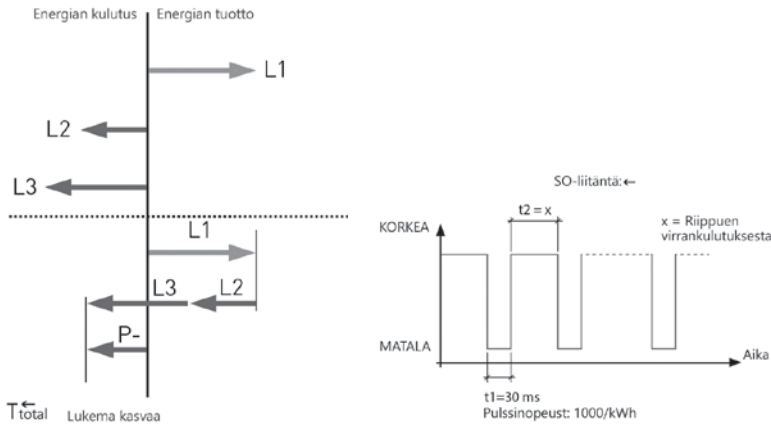 Energian kulutus
Energian tuotto
L1
L2
L3
L1
L3
L2
P-
T←total
Lukema kasvaa
SO-liitäntä:←
t2 = x
x = Riippuen
virrankulutuksesta
KORKEA
MATALA
Aika
t1=30 ms
Pulssinopeust: 1000/kWh